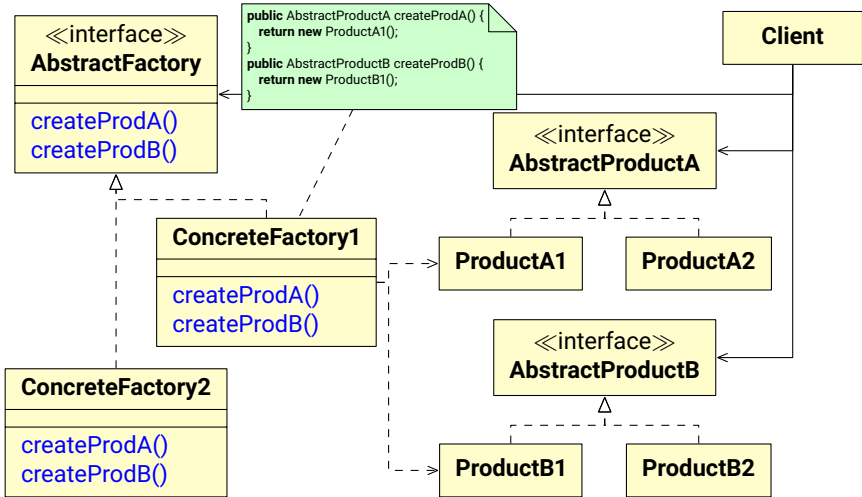 ≪interface≫
AbstractFactory
createProdA()
createProdB()
public AbstractProductA createProdA() {
return new ProductA1();
}
public AbstractProductB createProdB() {
return new ProductB1();
}
Client
≪interface≫
AbstractProductA
ConcreteFactory1
createProdA()
createProdB()
ProductA1
ProductA2
≪interface≫
AbstractProductB
ConcreteFactory2
createProdA()
createProdB()
ProductB1
ProductB2